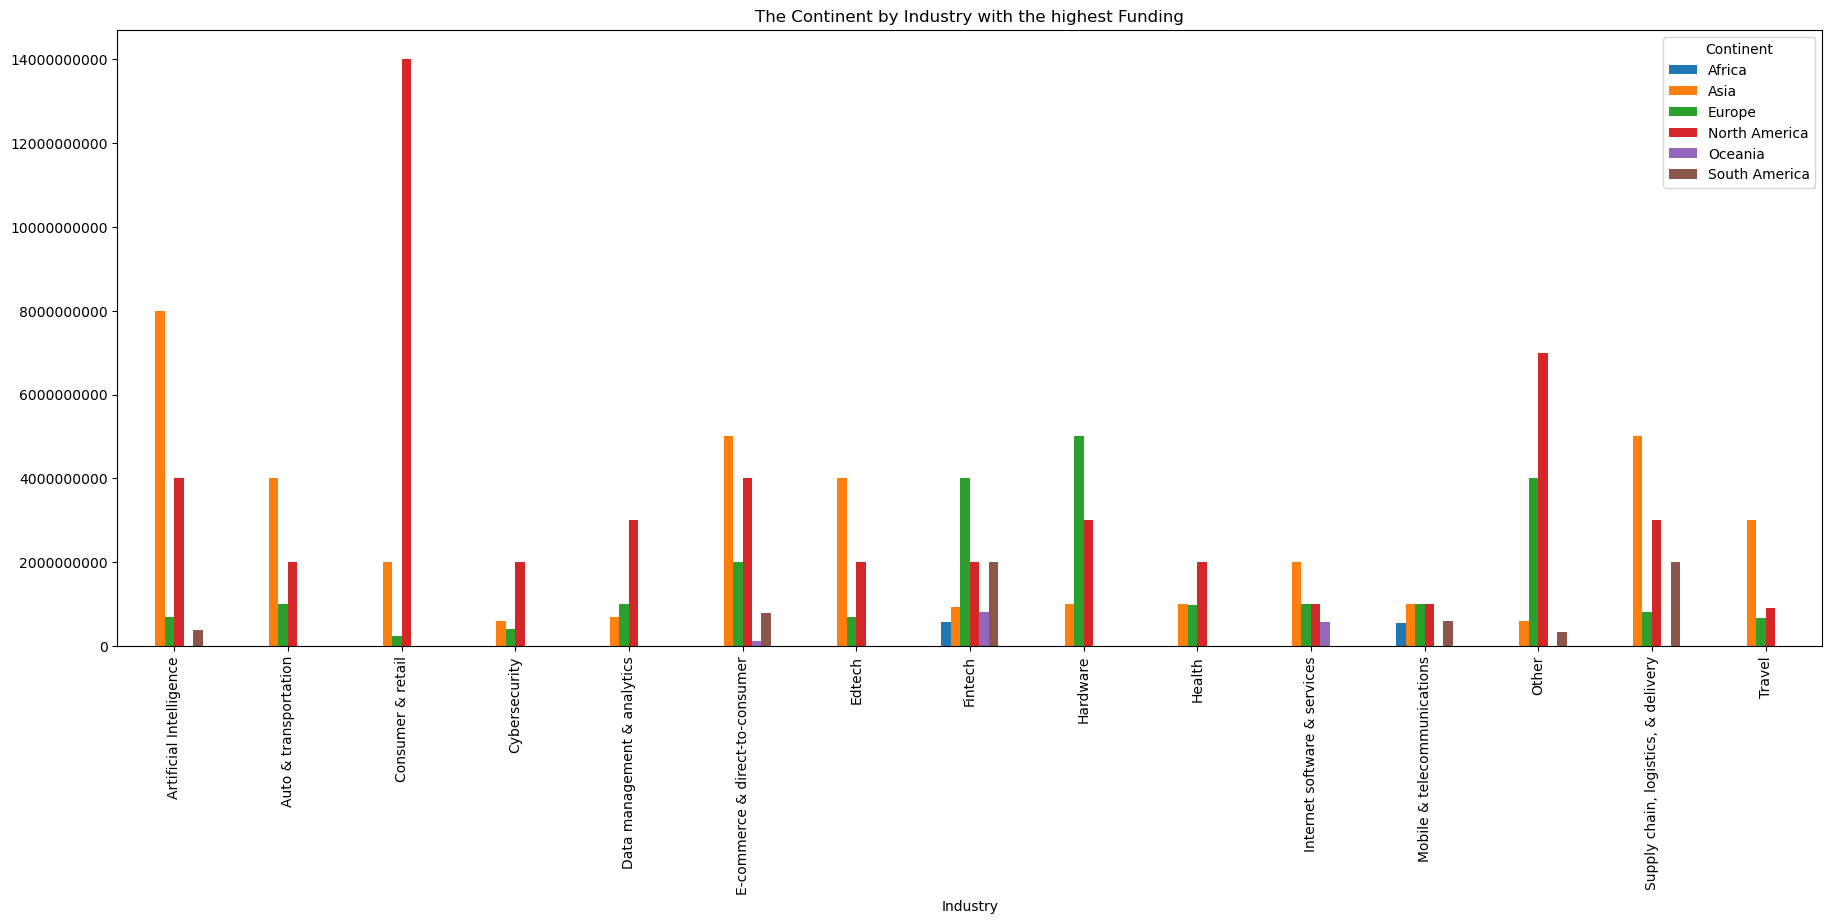 The Continent by Industry with the highest Funding
14000000000
12000000000
10000000000
8000000000
6000000000
4000000000
2000000000
0
Continent
Africa
Asia
Europe
North America
Oceania
South America
Artificial Intelligence
Auto & transportation
Consumer & retail
Cybersecurity
Data management & analytics
E-commerce & direct-to-consumer
Edtech
Fintech
Hardware
Health
Internet software & services
Mobile & telecommunications
Other
Supply chain, logistics, & delivery
Travel
Industry